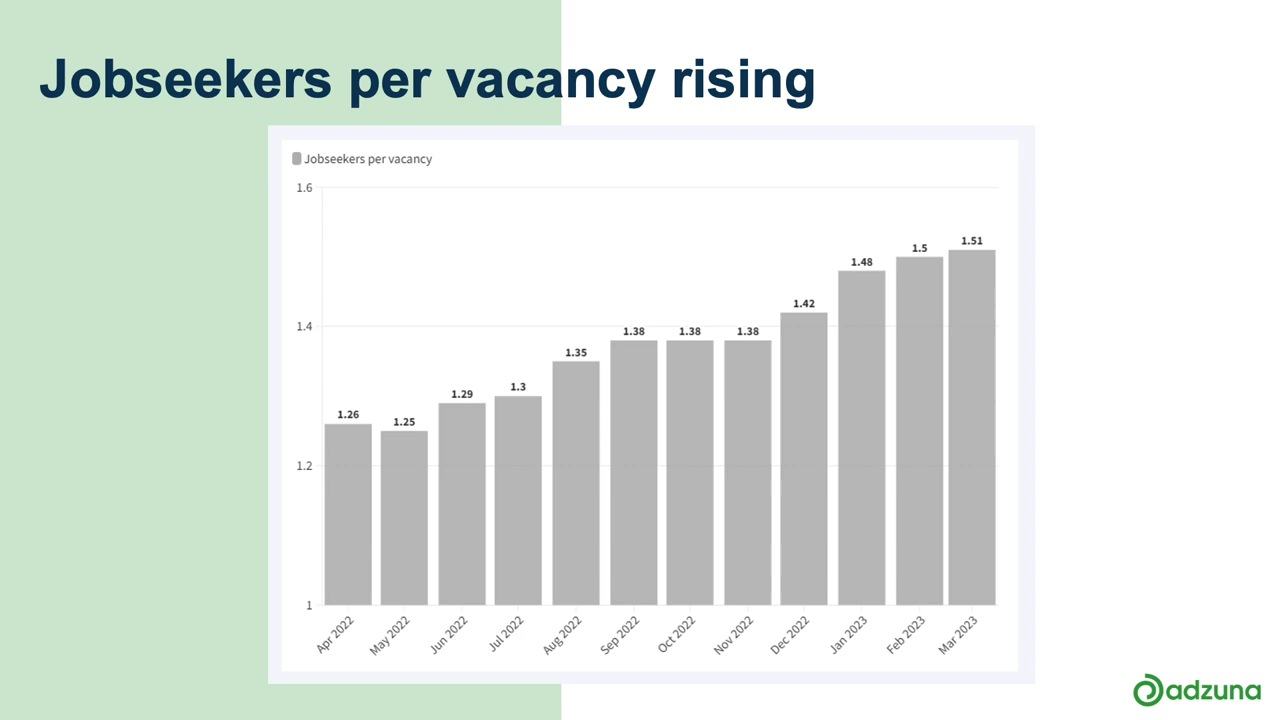 Jobseekers per vacancy rising
Jobseekers per vacancy
1.6
1.4
1.2
1
1.26
1.25
1.29
1.3
1.35
1.38
1.38
1.38
1.42
1.48
1.5
1.51
Apr 2022
May 2022
Jun 2022
Jul 2022
Aug 2022
Sep 2022
Oct 2022
Nov 2022
Dec 2022
Jan 2023
Feb 2023
Mar 2023
adzuna